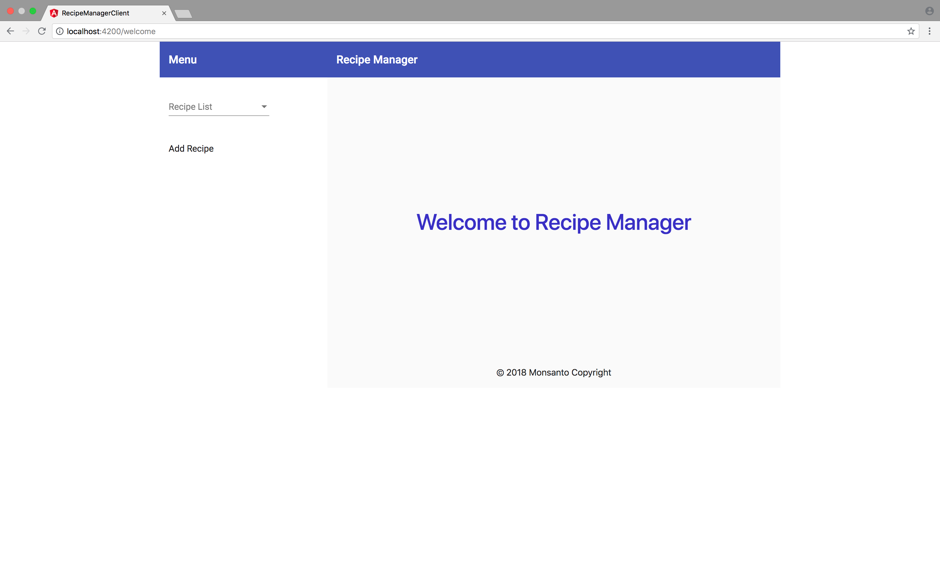 RecipeManagerClient
localhost:4200/welcome
Menu
Recipe Manager
Recipe List
Add Recipe
Welcome to Recipe Manager
© 2018 Monsanto Copyright